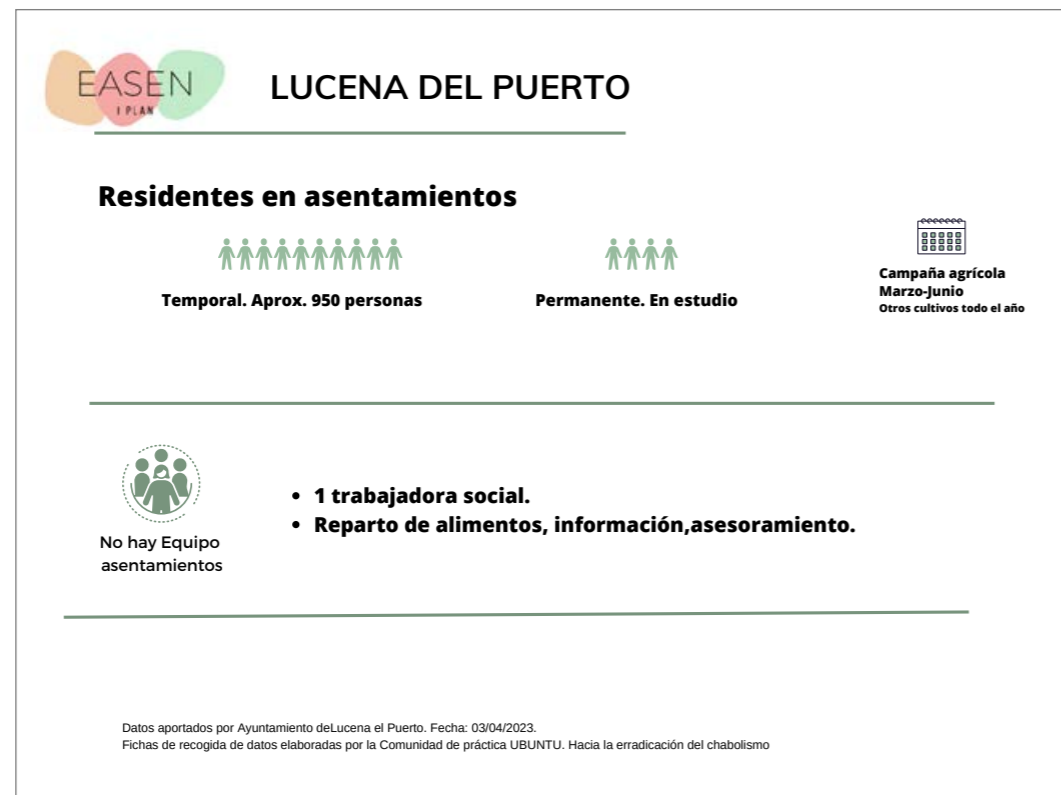 EASEN
I PLAN
LUCENA DEL PUERTO
Residentes en asentamientos
Temporal. Aprox. 950 personas
Permanente. En estudio
Campaña agrícola
Marzo-Junio
Otros cultivos todo el año
No hay Equipo
asentamientos
• 1 trabajadora social.
• Reparto de alimentos, información,asesoramiento.
Datos aportados por Ayuntamiento deLucena el Puerto. Fecha: 03/04/2023.
Fichas de recogida de datos elaboradas por la Comunidad de práctica UBUNTU. Hacia la erradicación del chabolismo